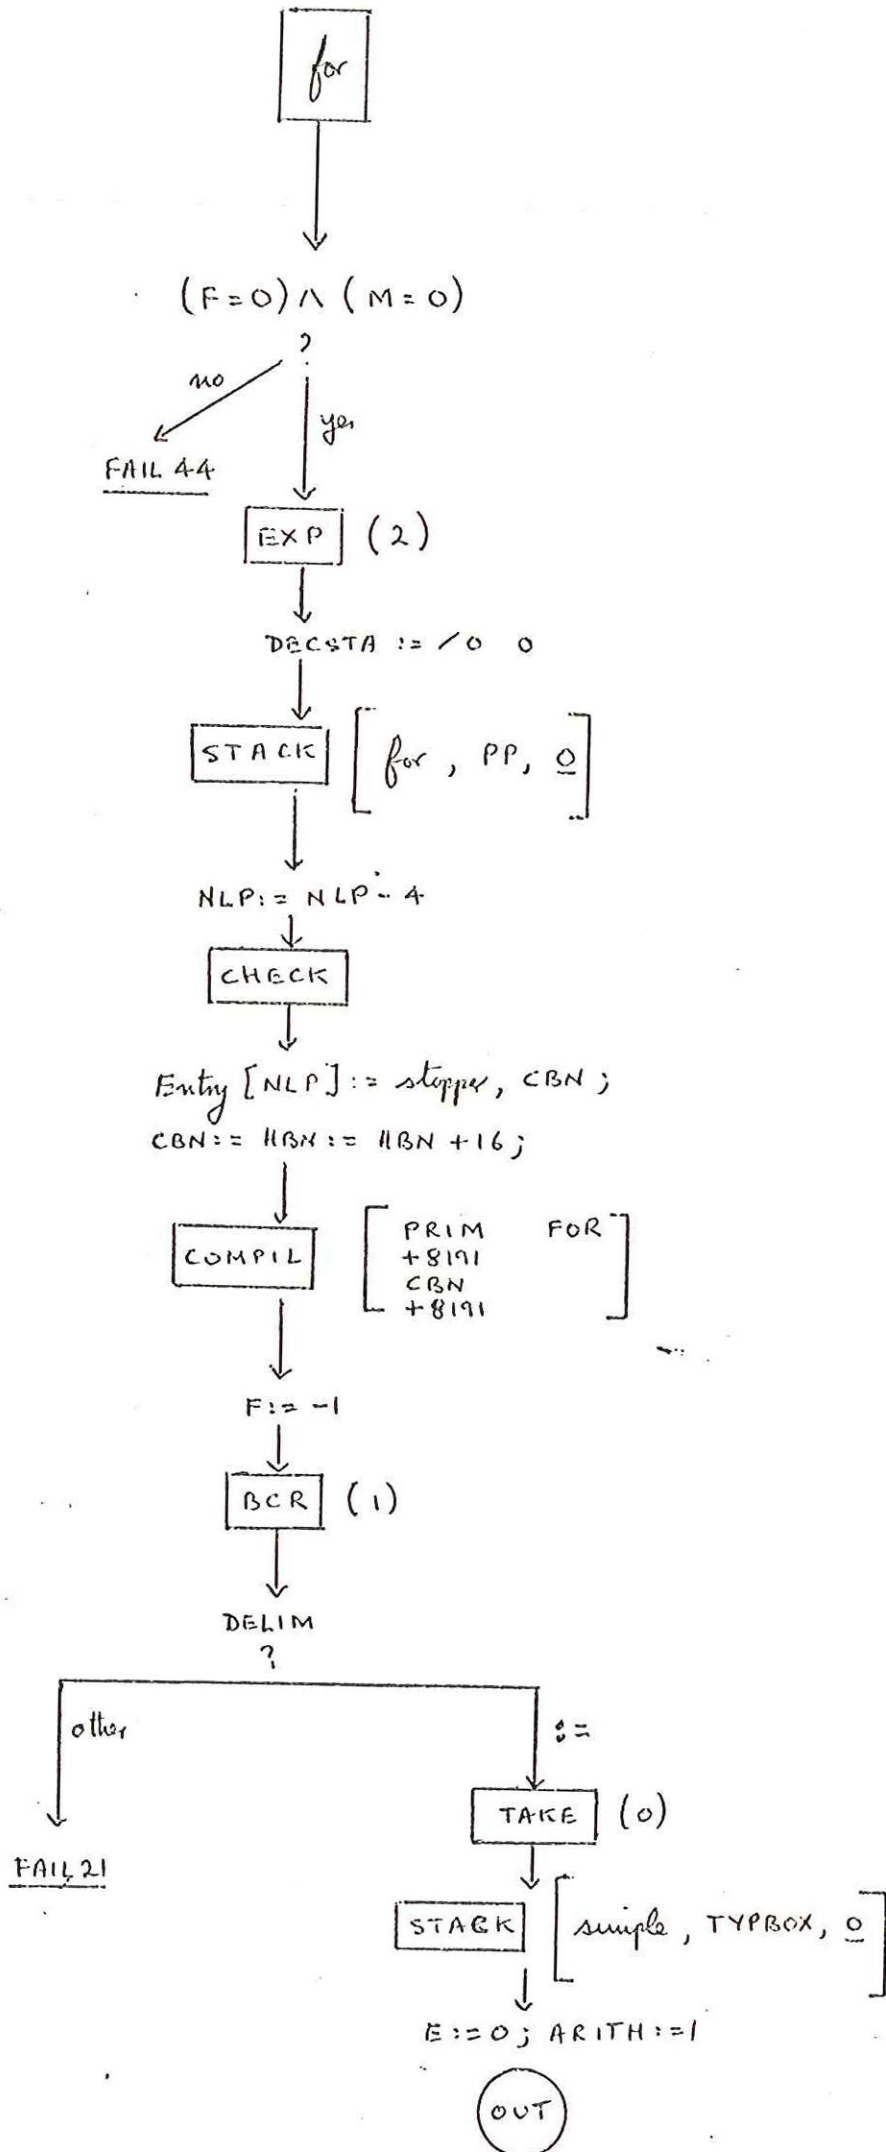 for
(F=0) ∧ (M=0)
?
no
yes
FAIL 44
EXP (2)
DECSTA := /0 0
STACK [for, PP, 0]
NLP:= NLP - 4
CHECK
Entry [NLP] := stopper, CBN;
CBN:= HBN:= HBN +16;
COMPIL [PRIM FOR
+8191
CBN
+8191]
F:= -1
BCR (1)
DELIM
?
other
:=
TAKE (0)
FAIL 21
STACK [simple, TYPBOX, 0]
E:=0; ARITH:=1
OUT